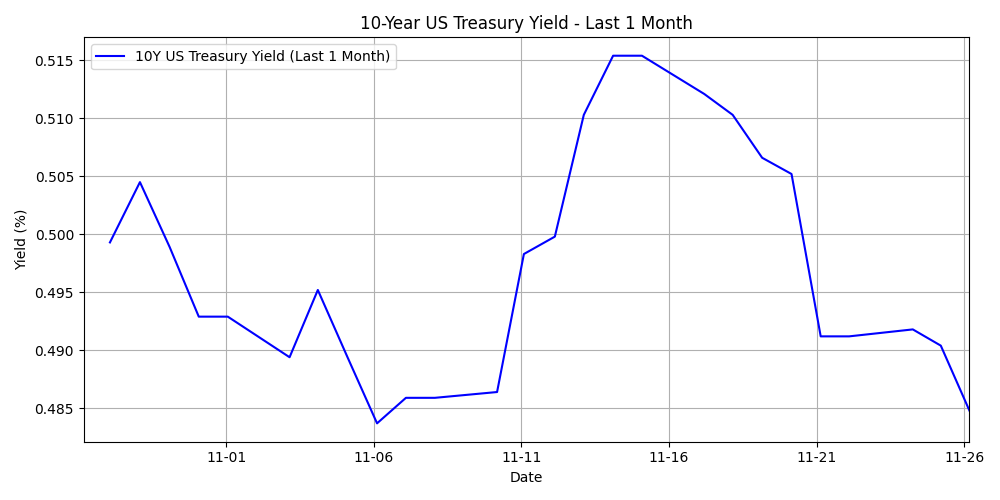 10-Year US Treasury Yield - Last 1 Month
10Y US Treasury Yield (Last 1 Month)
Yield (%)
0.515
0.510
0.505
0.500
0.495
0.490
0.485
11-01 11-06 11-11 11-16 11-21 11-26
Date